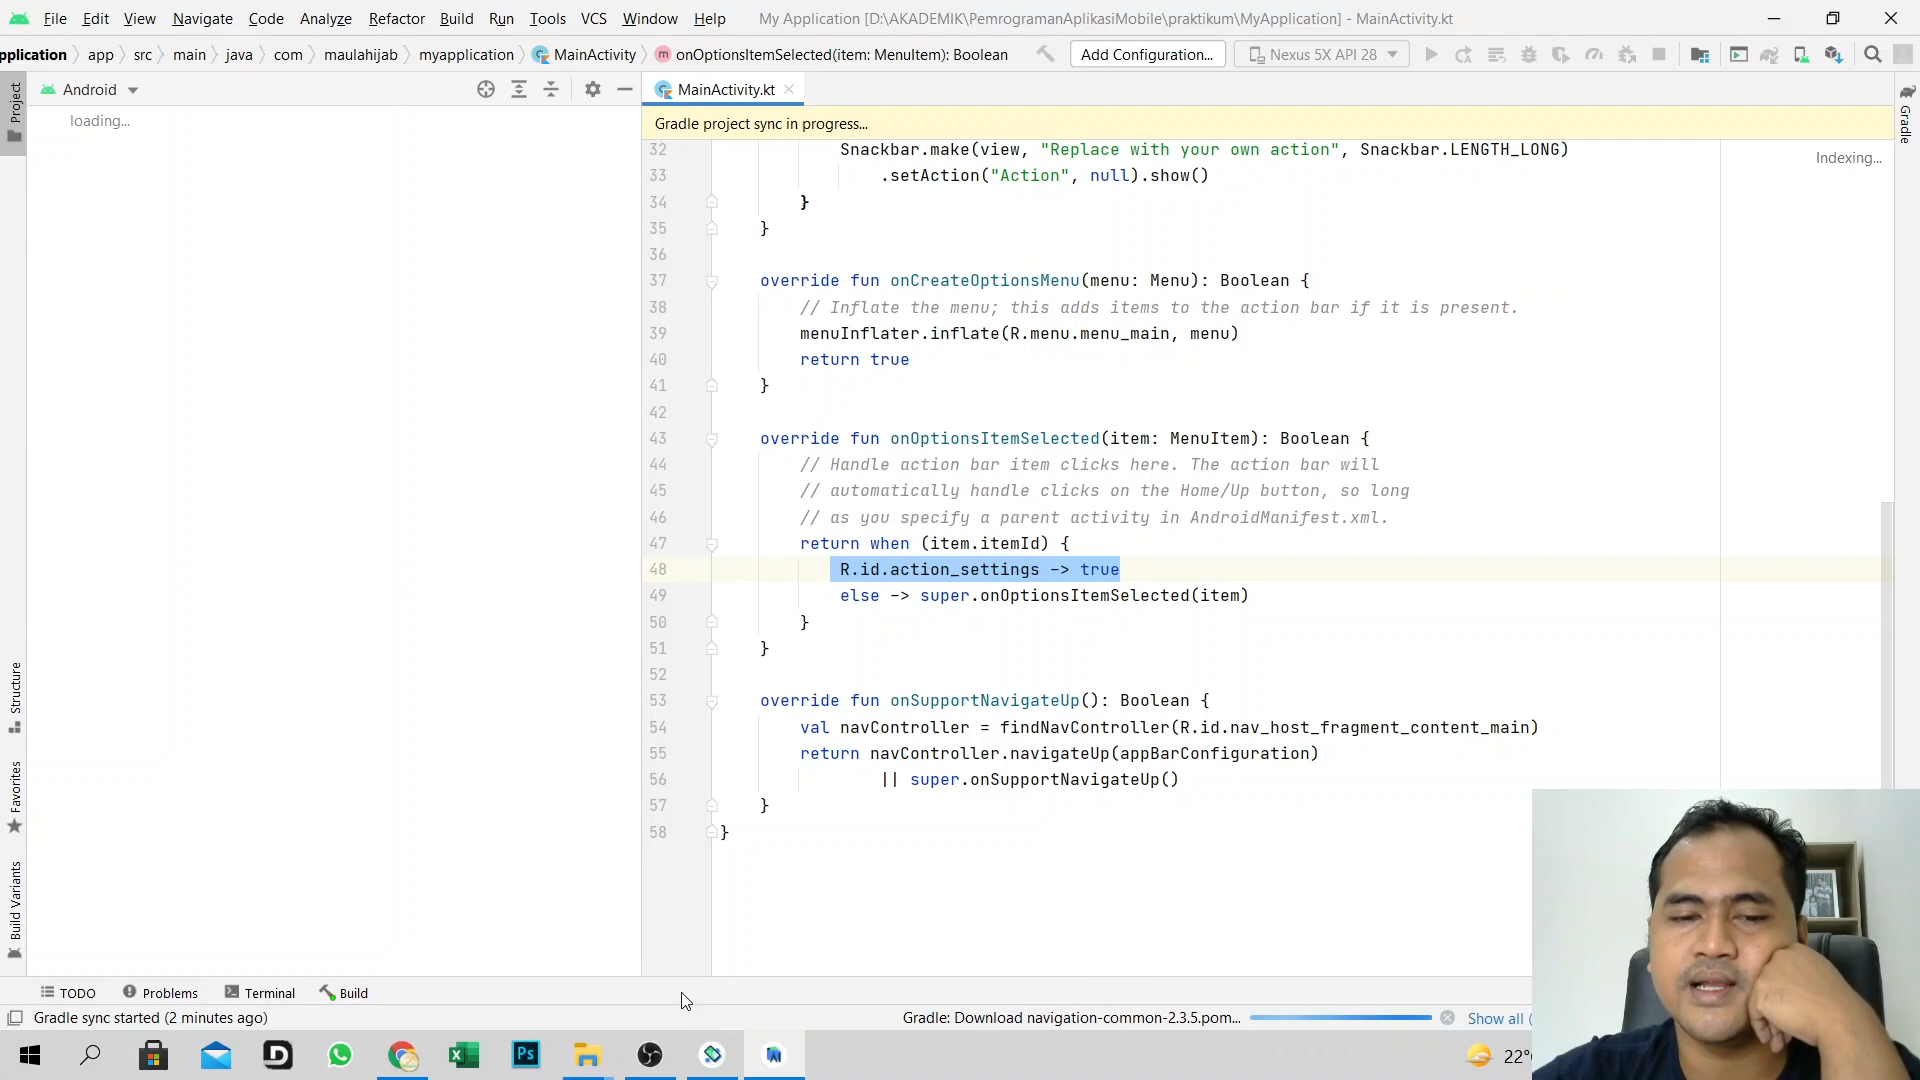 File Edit View Navigate Code Analyze Refactor Build Run Tools VCS Window Help My Application [D:\AKADEMIK\PemrogramanAplikasiMobile\praktikum\MyApplication] - MainActivity.kt
pplication app src main java com maulahijab myapplication MainActivity onOptionsItemSelected(item: MenuItem): Boolean Add Configuration... Nexus 5X API 28
Project
Android
MainActivity.kt
Gradle
loading...
Gradle project sync in progress...
Indexing...
32 Snackbar.make(view, "Replace with your own action", Snackbar.LENGTH_LONG)
33 .setAction("Action", null).show()
34 }
35 }
36
37 override fun onCreateOptionsMenu(menu: Menu): Boolean {
38 // Inflate the menu; this adds items to the action bar if it is present.
39 menuInflater.inflate(R.menu.menu_main, menu)
40 return true
41 }
42
43 override fun onOptionsItemSelected(item: MenuItem): Boolean {
44 // Handle action bar item clicks here. The action bar will
45 // automatically handle clicks on the Home/Up button, so long
46 // as you specify a parent activity in AndroidManifest.xml.
47 return when (item.itemId) {
48 R.id.action_settings -> true
49 else -> super.onOptionsItemSelected(item)
50 }
51 }
52
53 override fun onSupportNavigateUp(): Boolean {
54 val navController = findNavController(R.id.nav_host_fragment_content_main)
55 return navController.navigateUp(appBarConfiguration)
56 || super.onSupportNavigateUp()
57 }
58 }
Structure
Favorites
Build Variants
TODO Problems Terminal Build
Gradle sync started (2 minutes ago) Gradle: Download navigation-common-2.3.5.pom... Show all (
Ps
22°